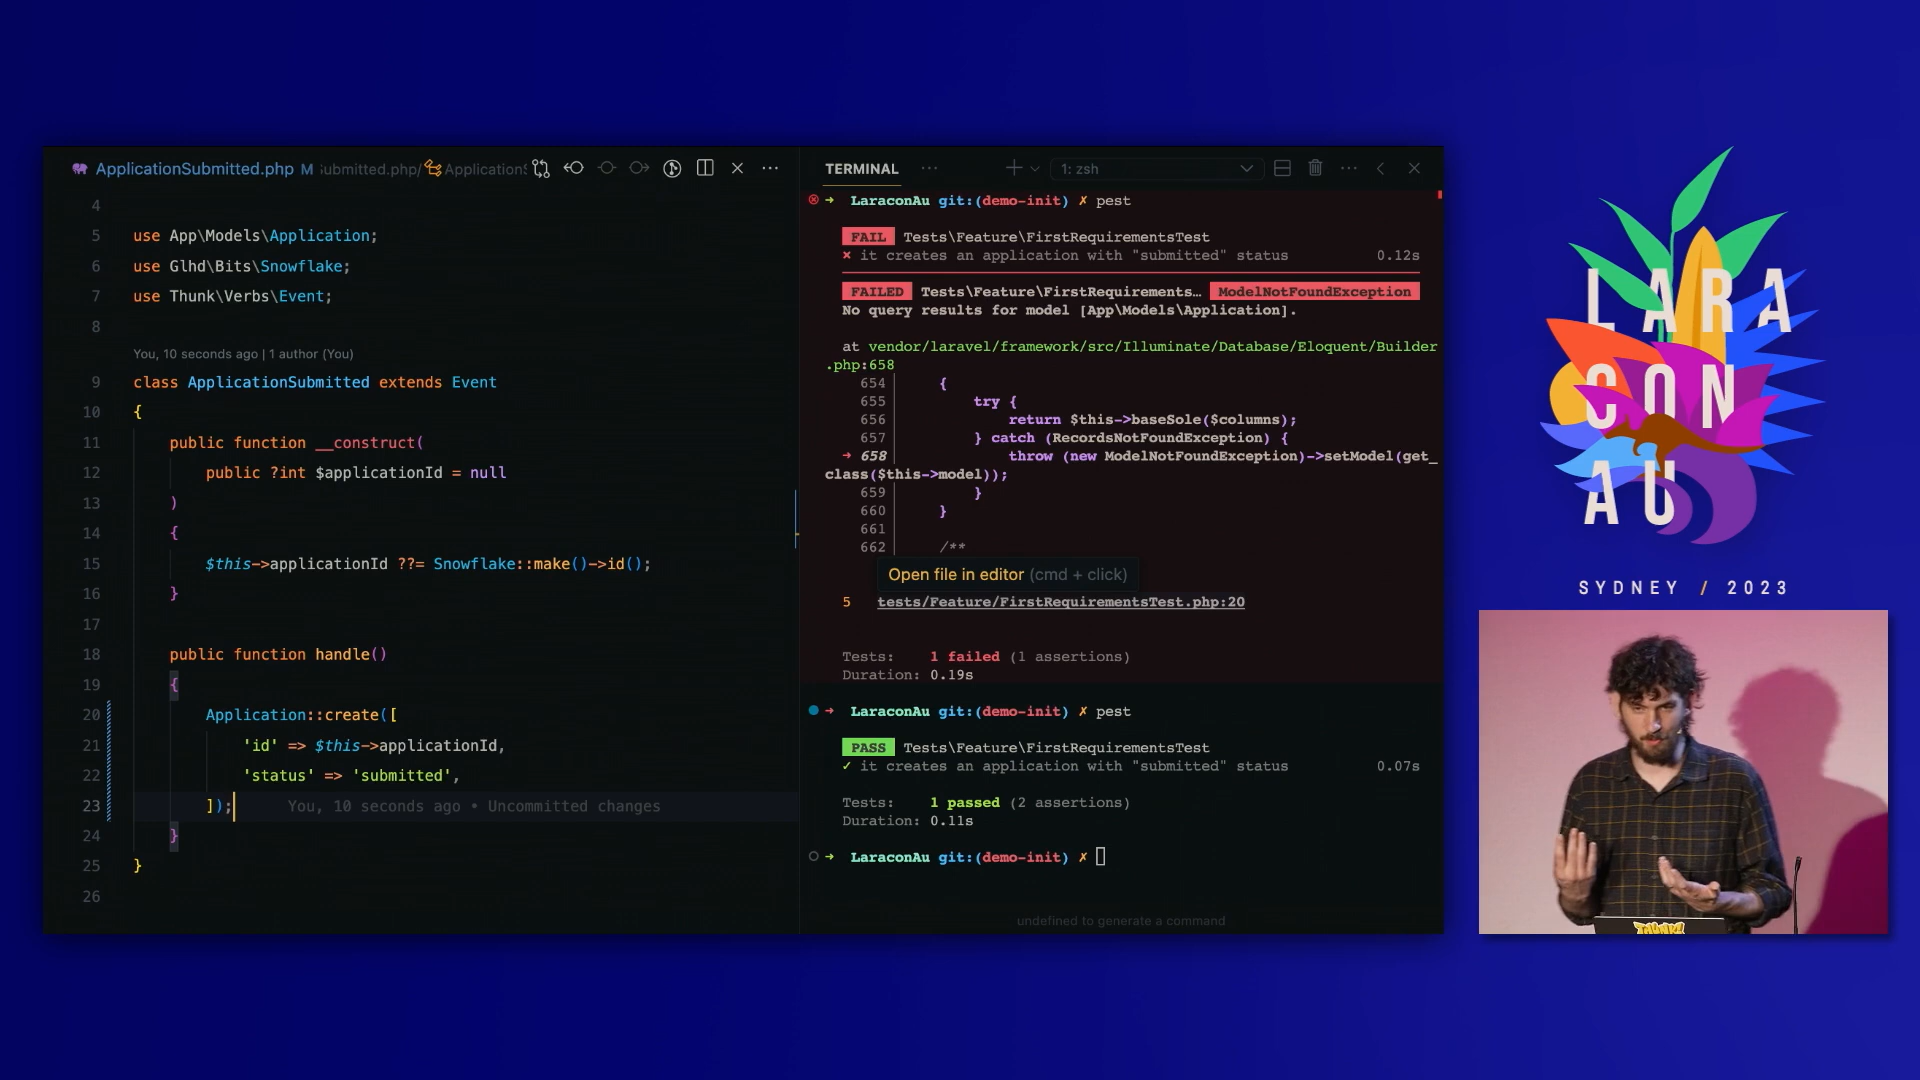 ApplicationSubmitted.php M ubmitted.php/ ApplicationS
4
5 use App\Models\Application;
6 use Glhd\Bits\Snowflake;
7 use Thunk\Verbs\Event;
8
You, 10 seconds ago | 1 author (You)
9 class ApplicationSubmitted extends Event
10 {
11 public function __construct(
12 public ?int $applicationId = null
13 )
14 {
15 $this->applicationId ??= Snowflake::make()->id();
16 }
17
18 public function handle()
19 {
20 Application::create([
21 'id' => $this->applicationId,
22 'status' => 'submitted',
23 ]); You, 10 seconds ago • Uncommitted changes
24 }
25 }
26
TERMINAL ··· 1: zsh
➜ LaraconAu git:(demo-init) ✗ pest
FAIL Tests\Feature\FirstRequirementsTest
⨯ it creates an application with "submitted" status 0.12s
FAILED Tests\Feature\FirstRequirements… ModelNotFoundException
No query results for model [App\Models\Application].
at vendor/laravel/framework/src/Illuminate/Database/Eloquent/Builder
.php:658
654 {
655 try {
656 return $this->baseSole($columns);
657 } catch (RecordsNotFoundException) {
➜ 658 throw (new ModelNotFoundException)->setModel(get_
class($this->model));
659 }
660 }
661
662 /**
Open file in editor (cmd + click)
5 tests/Feature/FirstRequirementsTest.php:20
Tests: 1 failed (1 assertions)
Duration: 0.19s
➜ LaraconAu git:(demo-init) ✗ pest
PASS Tests\Feature\FirstRequirementsTest
✓ it creates an application with "submitted" status 0.07s
Tests: 1 passed (2 assertions)
Duration: 0.11s
➜ LaraconAu git:(demo-init) ✗
undefined to generate a command
LARA
CON
AU
SYDNEY / 2023